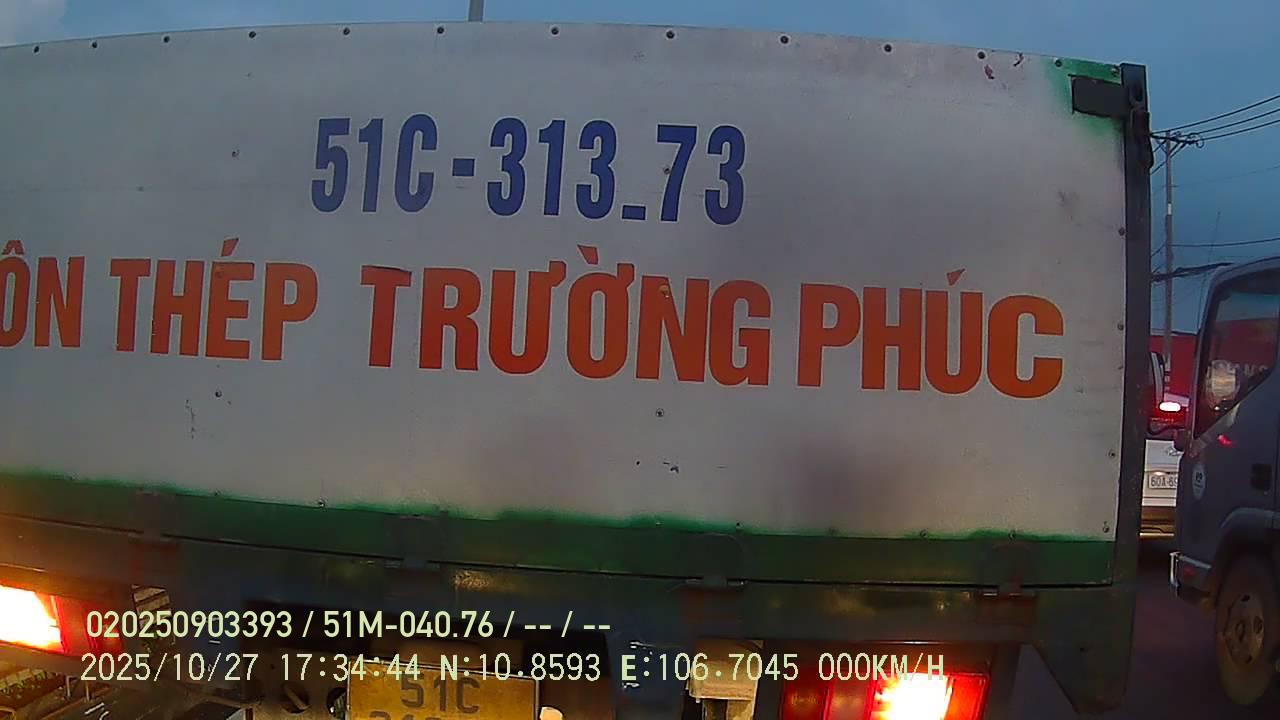 51C-313.73
ÔN THÉP TRƯỜNG PHÚC
020250903393 / 51M-040.76 / -- / --
2025/10/27 17:34:44 N:10.8593 E:106.7045 000KM/H
51C